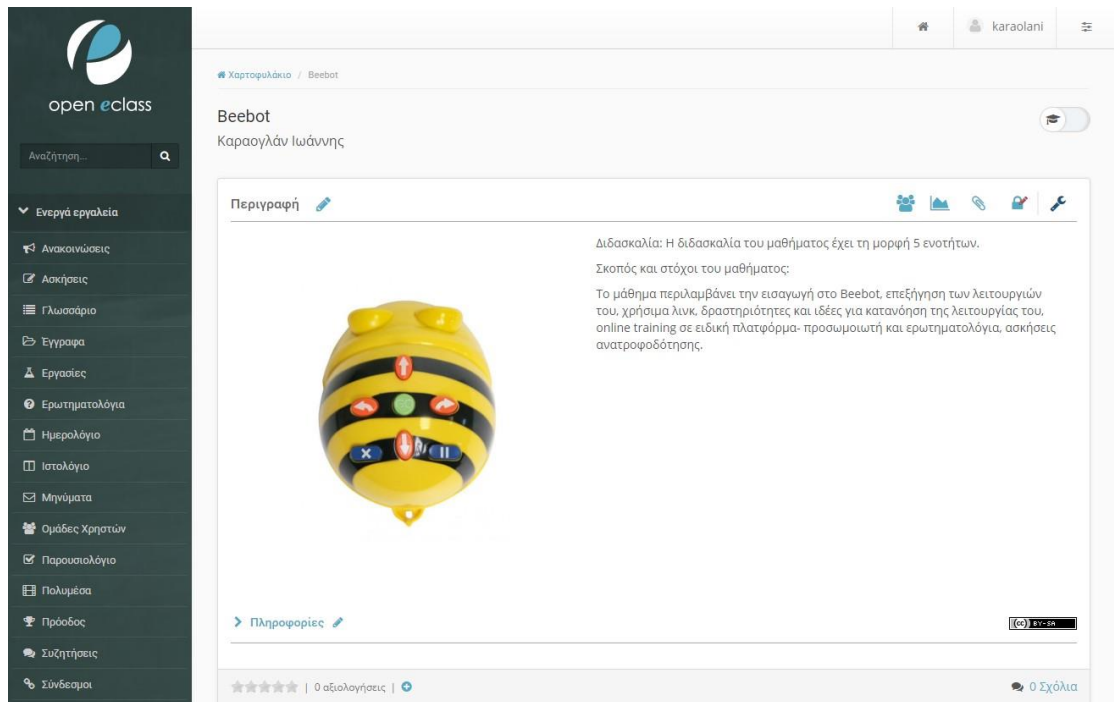 open eclass
karaolani
Χαρτοφυλάκιο / Beebot
Beebot
Καραογλάν Ιωάννης
Αναζήτηση...
Ενεργά εργαλεία
Ανακοινώσεις
Ασκήσεις
Γλωσσάριο
Έγγραφα
Εργασίες
Ερωτηματολόγια
Ημερολόγιο
Ιστολόγιο
Μηνύματα
Ομάδες Χρηστών
Παρουσιολόγιο
Πολυμέσα
Πρόοδος
Συζητήσεις
Σύνδεσμοι
Περιγραφή
Διδασκαλία: Η διδασκαλία του μαθήματος έχει τη μορφή 5 ενοτήτων.
Σκοπός και στόχοι του μαθήματος:
Το μάθημα περιλαμβάνει την εισαγωγή στο Beebot, επεξήγηση των λειτουργιών
του, χρήσιμα λινκ, δραστηριότητες και ιδέες για κατανόηση της λειτουργίας του,
online training σε ειδική πλατφόρμα- προσωμοιωτή και ερωτηματολόγια, ασκήσεις
ανατροφοδότησης.
X
Πληροφορίες
(cc) BY-SA
| 0 αξιολογήσεις |
0 Σχόλια